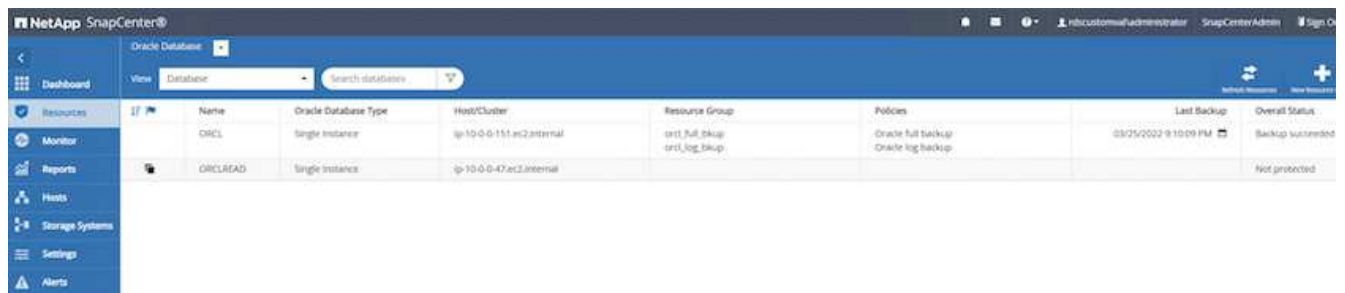 NetApp SnapCenter®
rdscustomval\administrator SnapCenterAdmin Sign O
Oracle Database
View Database Search databases
Refresh Resources New Resource
Dashboard
Resources
Monitor
Reports
Hosts
Storage Systems
Settings
Alerts
Name Oracle Database Type Host/Cluster Resource Group Policies Last Backup Overall Status
ORCL Single Instance ip-10-0-0-151.ec2.internal orcl_full_bkup Oracle full backup 03/25/2022 9:10:09 PM Backup succeeded
orcl_log_bkup Oracle log backup
ORCLREAD Single Instance ip-10-0-0-47.ec2.internal Not protected